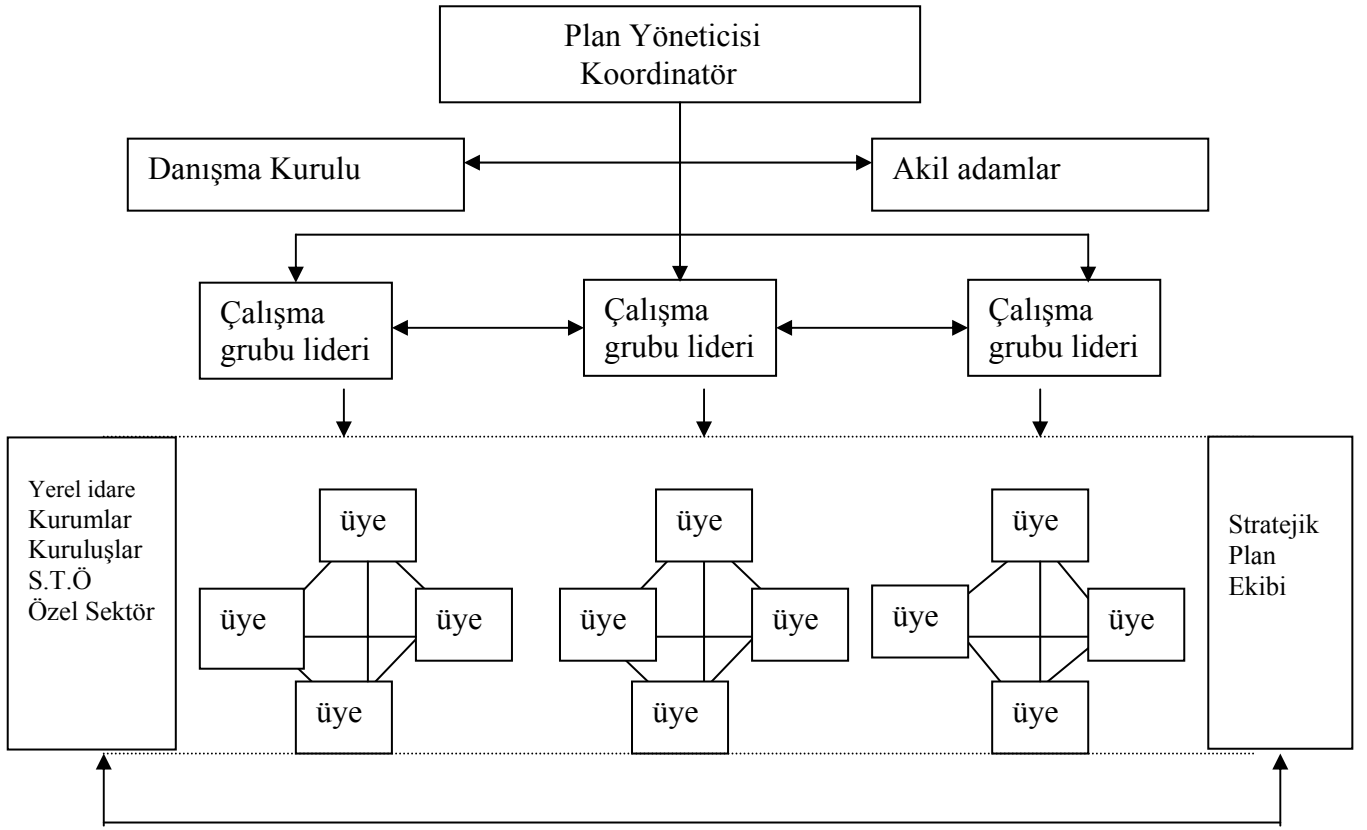 Plan Yöneticisi
Koordinatör
Danışma Kurulu
Akil adamlar
Çalışma
grubu lideri
Çalışma
grubu lideri
Çalışma
grubu lideri
Yerel idare
Kurumlar
Kuruluşlar
S.T.Ö
Özel Sektör
üye
üye
üye
üye
üye
üye
üye
üye
üye
üye
üye
üye
Stratejik
Plan
Ekibi